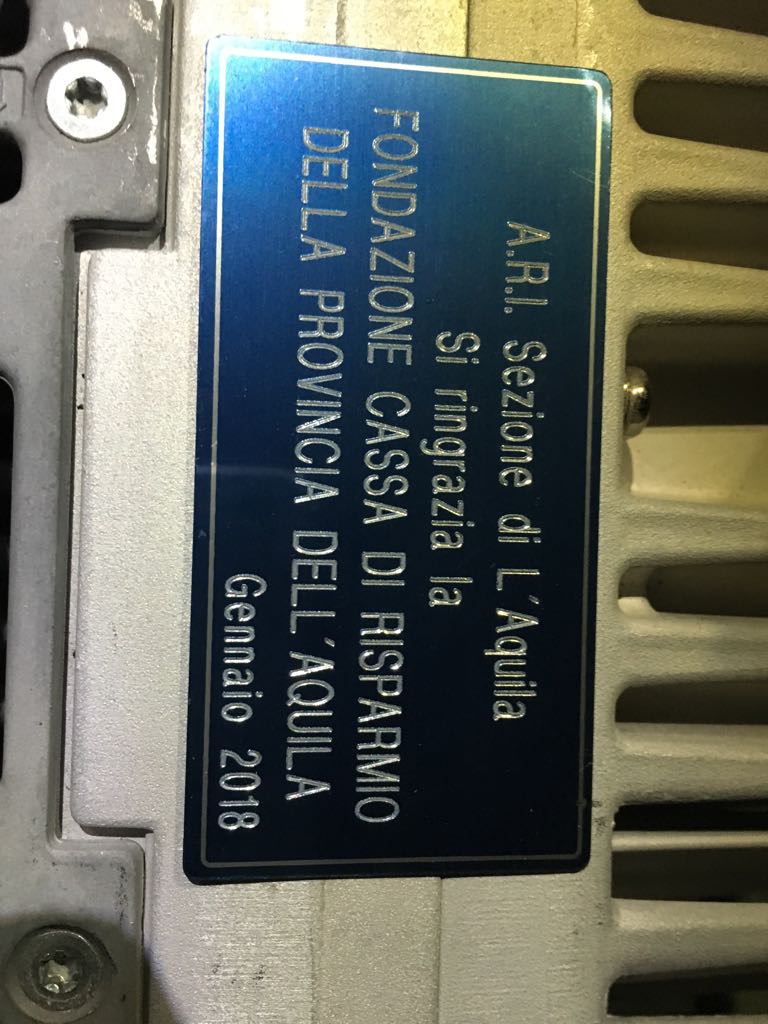 A.R.I. Sezione di L'Aquila
Si ringrazia la
FONDAZIONE CASSA DI RISPARMIO
DELLA PROVINCIA DELL'AQUILA
Gennaio 2018